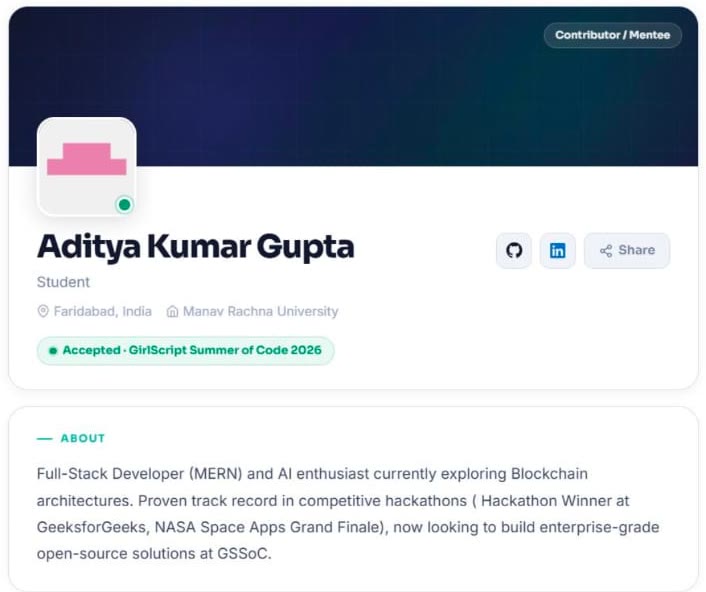 Contributor / Mentee
Aditya Kumar Gupta
Share
Student
Faridabad, India Manav Rachna University
Accepted · GirlScript Summer of Code 2026
ABOUT
Full-Stack Developer (MERN) and AI enthusiast currently exploring Blockchain
architectures. Proven track record in competitive hackathons ( Hackathon Winner at
GeeksforGeeks, NASA Space Apps Grand Finale), now looking to build enterprise-grade
open-source solutions at GSSoC.